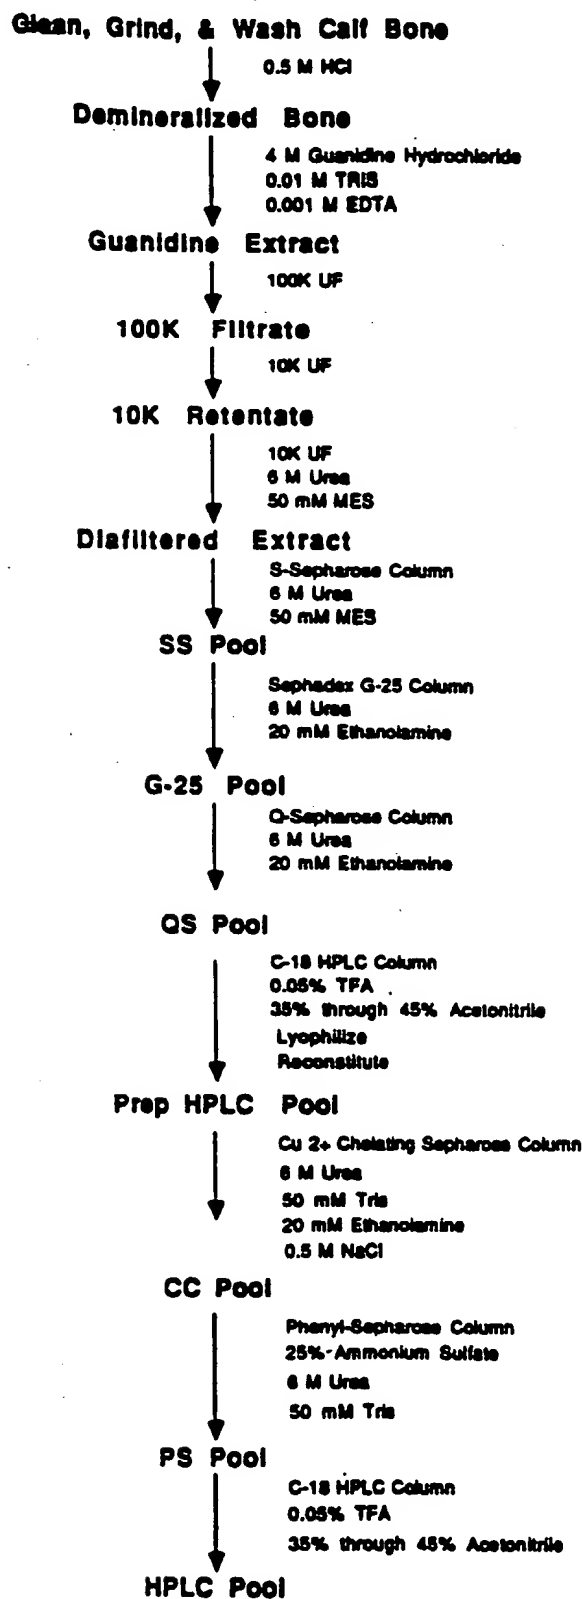 Clean, Grind, & Wash Calf Bone
0.5 M HCl
Demineralized Bone
4 M Guanidine Hydrochloride
0.01 M TRIS
0.001 M EDTA
Guanidine Extract
100K UF
100K Filtrate
10K UF
10K Retentate
10K UF
6 M Urea
50 mM MES
Diafiltered Extract
S-Sepharose Column
6 M Urea
50 mM MES
SS Pool
Sephadex G-25 Column
6 M Urea
20 mM Ethanolamine
G-25 Pool
Q-Sepharose Column
6 M Urea
20 mM Ethanolamine
QS Pool
C-18 HPLC Column
0.05% TFA
35% through 45% Acetonitrile
Lyophilize
Reconstitute
Prep HPLC Pool
Cu 2+ Chelating Sepharose Column
6 M Urea
50 mM Tris
20 mM Ethanolamine
0.5 M NaCl
CC Pool
Phenyl-Sepharose Column
25% Ammonium Sulfate
6 M Urea
50 mM Tris
PS Pool
C-18 HPLC Column
0.05% TFA
35% through 45% Acetonitrile
HPLC Pool